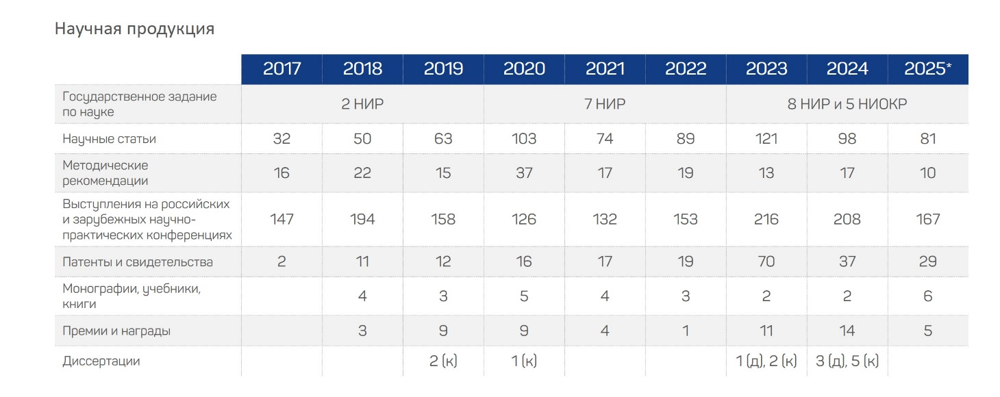 Научная продукция
2017 2018 2019 2020 2021 2022 2023 2024 2025*
Государственное задание
по науке
2 НИР 7 НИР 8 НИР и 5 НИОКР
Научные статьи 32 50 63 103 74 89 121 98 81
Методические
рекомендации
16 22 15 37 17 19 13 17 10
Выступления на российских
и зарубежных научно-
практических конференциях
147 194 158 126 132 153 216 208 167
Патенты и свидетельства 2 11 12 16 17 19 70 37 29
Монографии, учебники,
книги
4 3 5 4 3 2 2 6
Премии и награды 3 9 9 4 1 11 14 5
Диссертации 2 (к) 1 (к) 1 (д), 2 (к) 3 (д), 5 (к)